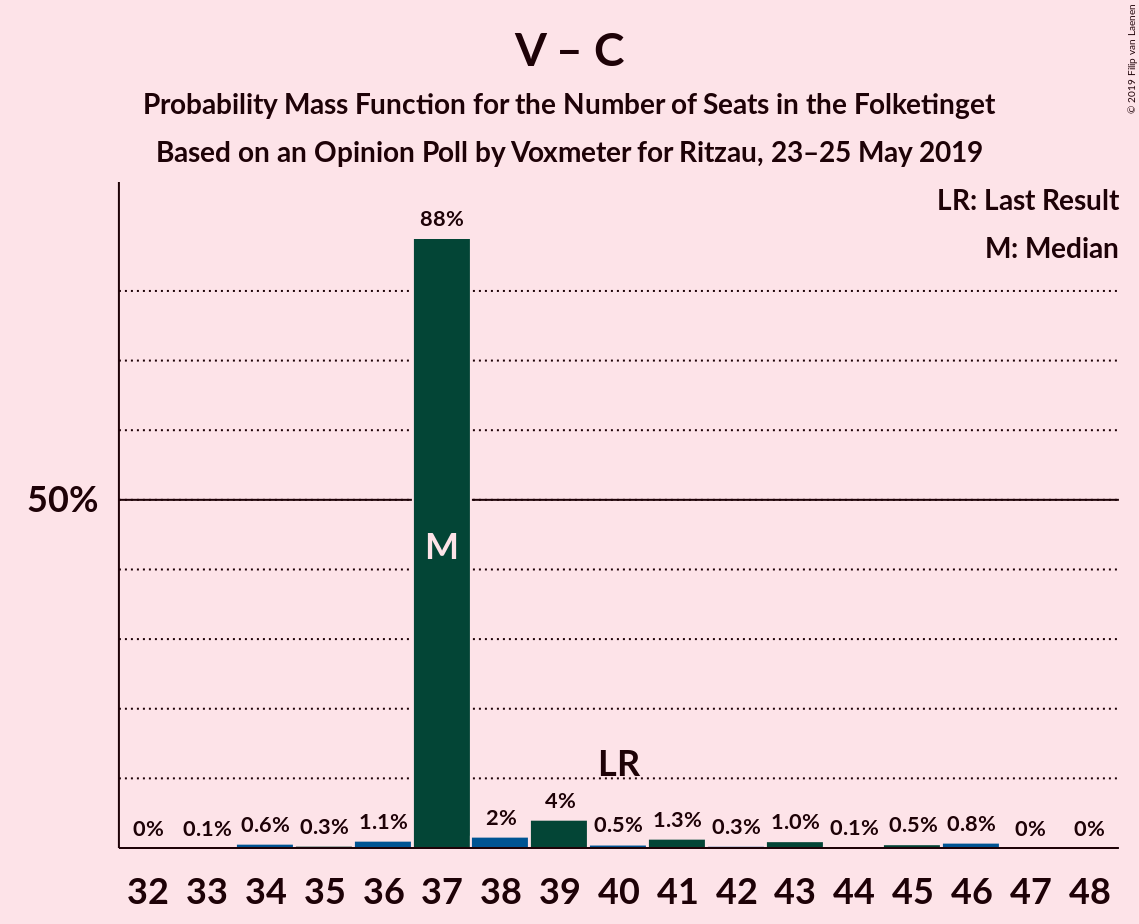 V – C
Probability Mass Function for the Number of Seats in the Folketinget
Based on an Opinion Poll by Voxmeter for Ritzau, 23–25 May 2019
© 2019 Filip van Laenen
LR: Last Result
M: Median
88%
50%
M
LR
0% 0.1% 0.6% 0.3% 1.1% 2% 4% 0.5% 1.3% 0.3% 1.0% 0.1% 0.5% 0.8% 0% 0%
32 33 34 35 36 37 38 39 40 41 42 43 44 45 46 47 48